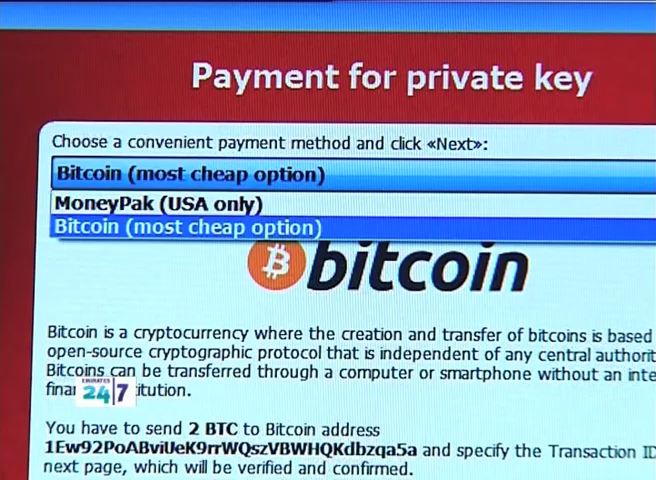 Payment for private key
Choose a convenient payment method and click «Next»:
Bitcoin (most cheap option)
MoneyPak (USA only)
Bitcoin (most cheap option)
bitcoin
Bitcoin is a cryptocurrency where the creation and transfer of bitcoins is based
open-source cryptographic protocol that is independent of any central
Bitcoins can be transferred through a computer or smartphone without an
EMIRATES
24|7
You have to send 2 BTC to Bitcoin address
1Ew92PoABviUeK9rrWQszVBWHQKdbzqa5a and specify the Transaction ID
next page, which will be verified and confirmed.